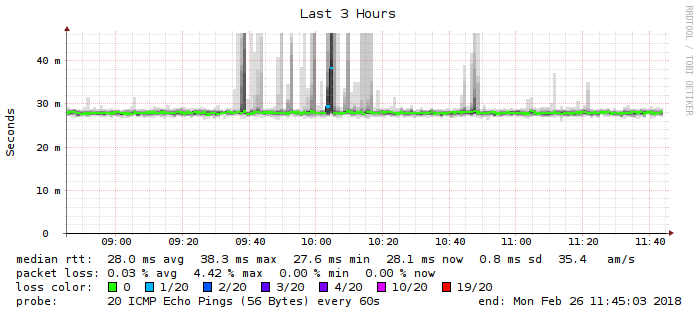 Last 3 Hours
RRDTOOL / TOBI OETIKER
Seconds
40 m
30 m
20 m
10 m
0
09:00 09:20 09:40 10:00 10:20 10:40 11:00 11:20 11:40
median rtt: 28.0 ms avg 38.3 ms max 27.6 ms min 28.1 ms now 0.8 ms sd 35.4 am/s
packet loss: 0.03 % avg 4.42 % max 0.00 % min 0.00 % now
loss color: 0 1/20 2/20 3/20 4/20 10/20 19/20
probe: 20 ICMP Echo Pings (56 Bytes) every 60s end: Mon Feb 26 11:45:03 2018